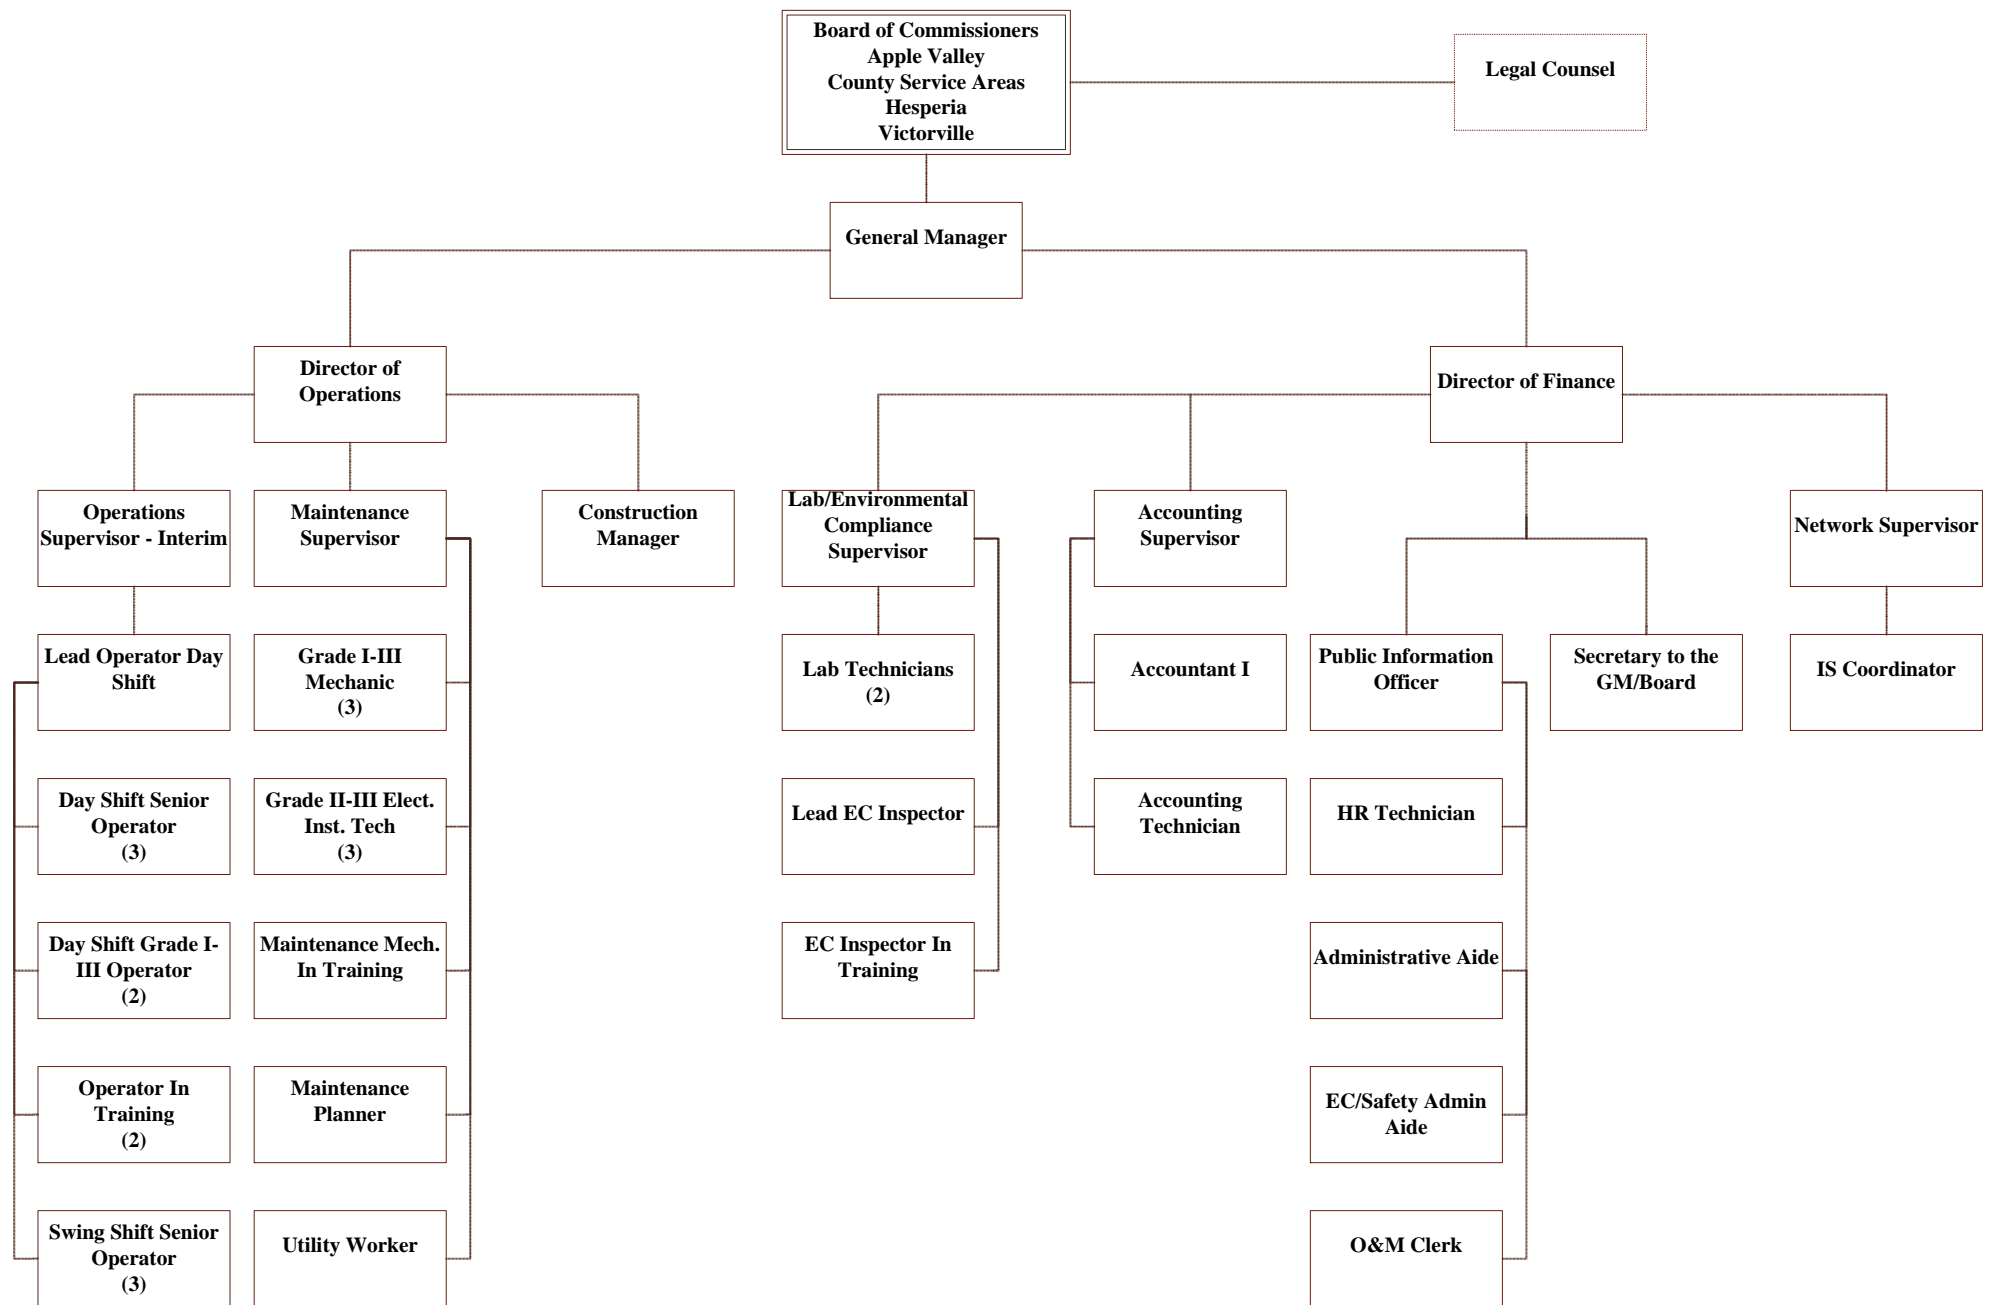 Board of Commissioners
Apple Valley
County Service Areas
Hesperia
Victorville
Legal Counsel
General Manager
Director of
Operations
Director of Finance
Operations
Supervisor - Interim
Maintenance
Supervisor
Construction
Manager
Lab/Environmental
Compliance
Supervisor
Accounting
Supervisor
Network Supervisor
Lead Operator Day
Shift
Grade I-III
Mechanic
(3)
Lab Technicians
(2)
Accountant I
Public Information
Officer
Secretary to the
GM/Board
IS Coordinator
Day Shift Senior
Operator
(3)
Grade II-III Elect.
Inst. Tech
(3)
Lead EC Inspector
Accounting
Technician
HR Technician
Day Shift Grade I-
III Operator
(2)
Maintenance Mech.
In Training
EC Inspector In
Training
Administrative Aide
Operator In
Training
(2)
Maintenance
Planner
EC/Safety Admin
Aide
Swing Shift Senior
Operator
(3)
Utility Worker
O&M Clerk